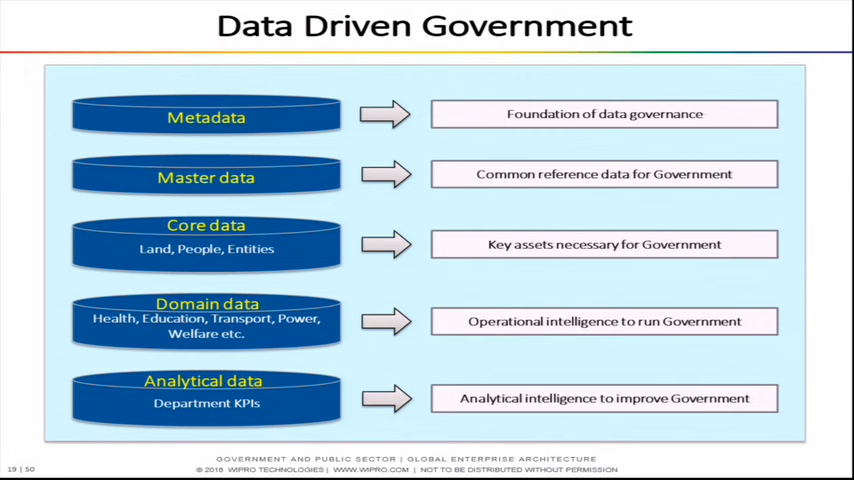 Data Driven Government
Metadata
Foundation of data governance
Master data
Common reference data for Government
Core data
Land, People, Entities
Key assets necessary for Government
Domain data
Health, Education, Transport, Power,
Welfare etc.
Operational intelligence to run Government
Analytical data
Department KPIs
Analytical intelligence to improve Government
GOVERNMENT AND PUBLIC SECTOR | GLOBAL ENTERPRISE ARCHITECTURE
19 | 50
© 2016 WIPRO TECHNOLOGIES | WWW.WIPRO.COM | NOT TO BE DISTRIBUTED WITHOUT PERMISSION